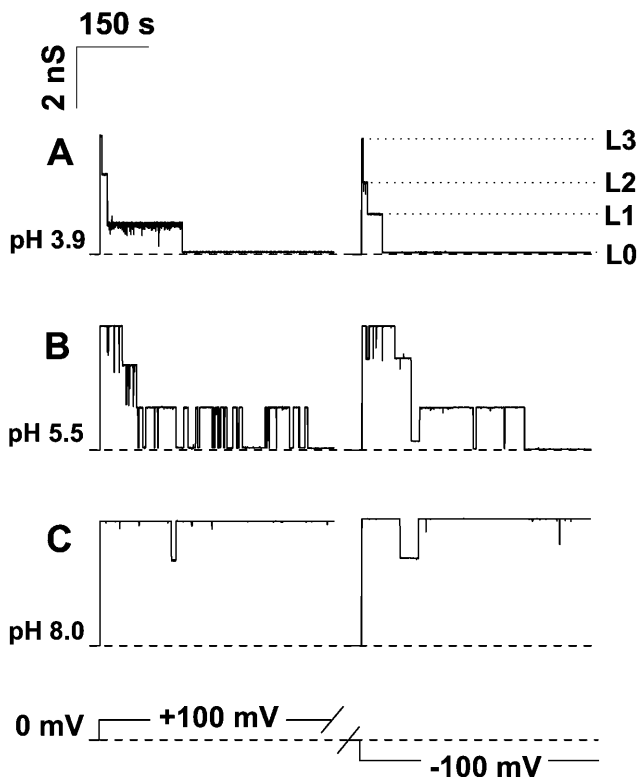 150 s
2 nS
A
L3
L2
L1
pH 3.9
L0
B
pH 5.5
C
pH 8.0
0 mV
+100 mV
-100 mV